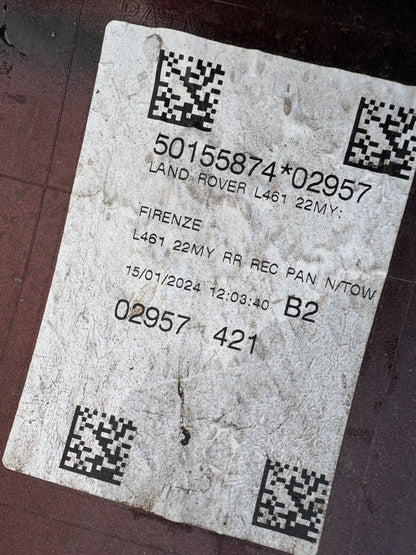 50155874*02957
LAND ROVER L461 22MY:
FIRENZE
L461 22MY RR REC PAN N/TOW
15/01/2024 12:03:40 B2
02957 421